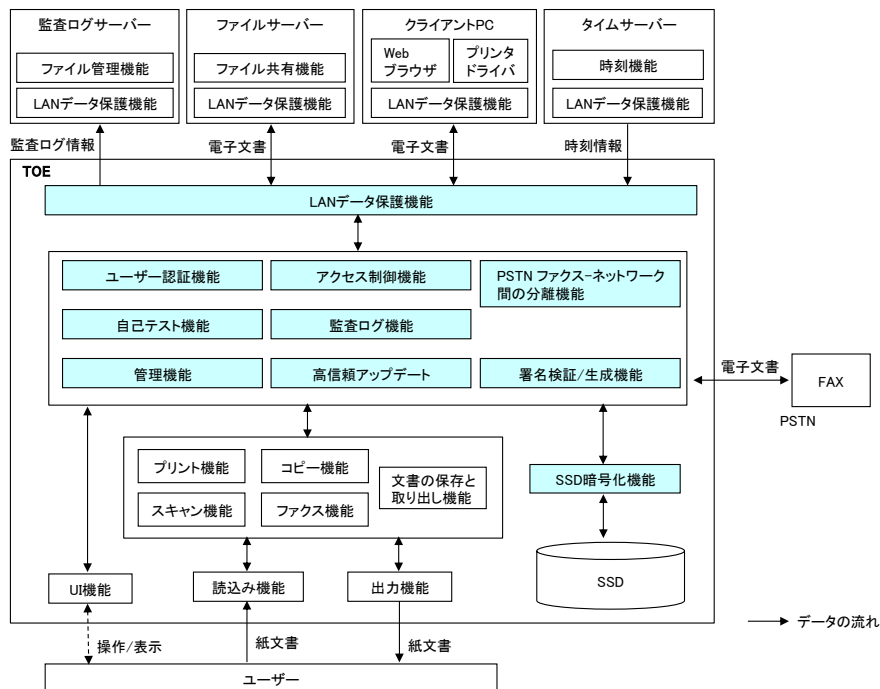 監査ログサーバー
ファイル管理機能
LANデータ保護機能
ファイルサーバー
ファイル共有機能
LANデータ保護機能
クライアントPC
Web
ブラウザ
プリンタ
ドライバ
LANデータ保護機能
タイムサーバー
時刻機能
LANデータ保護機能
監査ログ情報
電子文書
電子文書
時刻情報
TOE
LANデータ保護機能
ユーザー認証機能
アクセス制御機能
PSTN ファクス-ネットワーク
間の分離機能
自己テスト機能
監査ログ機能
管理機能
高信頼アップデート
署名検証/生成機能
電子文書
FAX
PSTN
プリント機能
コピー機能
文書の保存と
取り出し機能
スキャン機能
ファクス機能
SSD暗号化機能
SSD
UI機能
読込み機能
出力機能
データの流れ
操作/表示
紙文書
紙文書
ユーザー